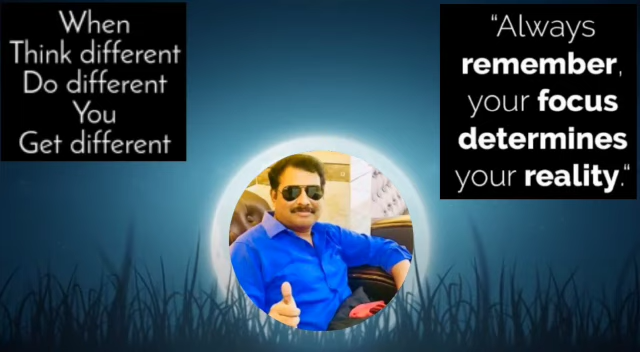 When
Think different
Do different
You
Get different
“Always
remember,
your focus
determines
your reality.“